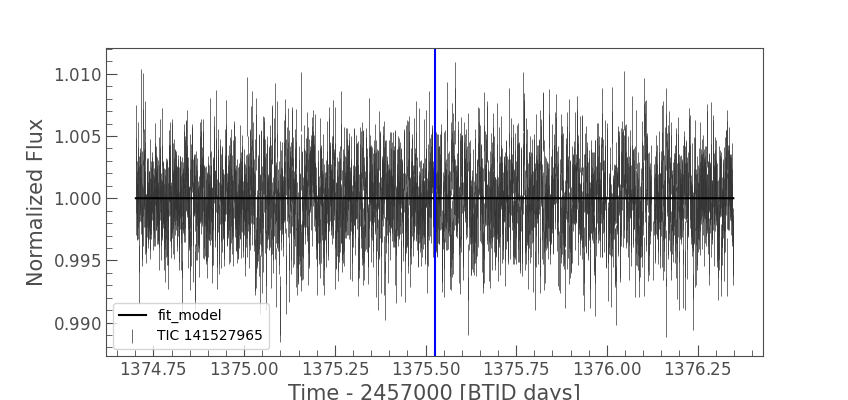 1.010
1.005
1.000
0.995
0.990
Normalized Flux
fit_model
TIC 141527965
1374.75 1375.00 1375.25 1375.50 1375.75 1376.00 1376.25
Time - 2457000 [BTJD days]